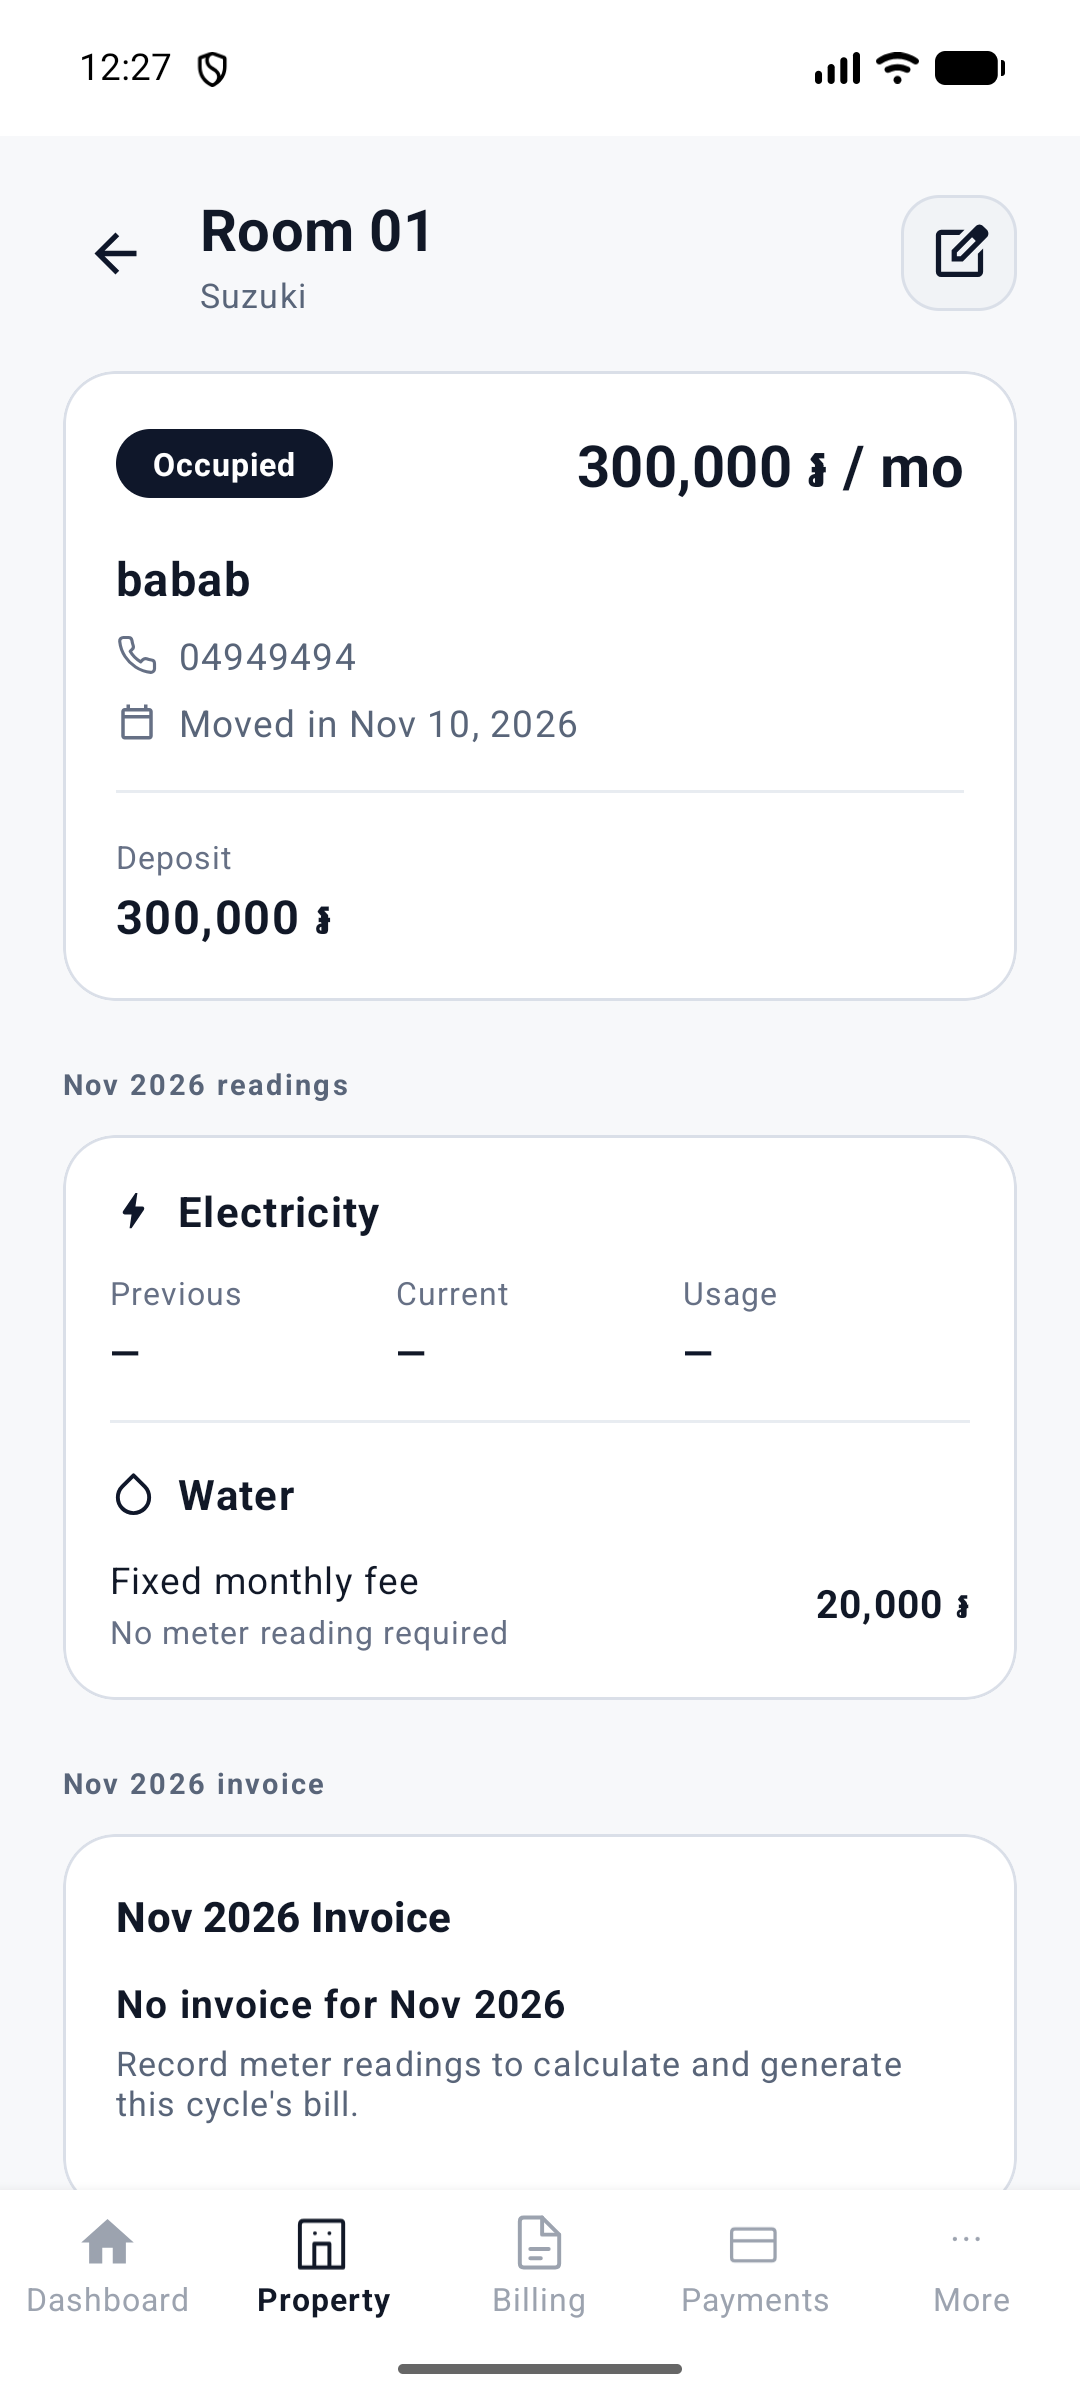 12:27
Room 01
Suzuki
Occupied
300,000 ៛ / mo
babab
04949494
Moved in Nov 10, 2026
Deposit
300,000 ៛
Nov 2026 readings
Electricity
Previous Current Usage
– – –
Water
Fixed monthly fee
20,000 ៛
No meter reading required
Nov 2026 invoice
Nov 2026 Invoice
No invoice for Nov 2026
Record meter readings to calculate and generate
this cycle's bill.
Dashboard Property Billing Payments More